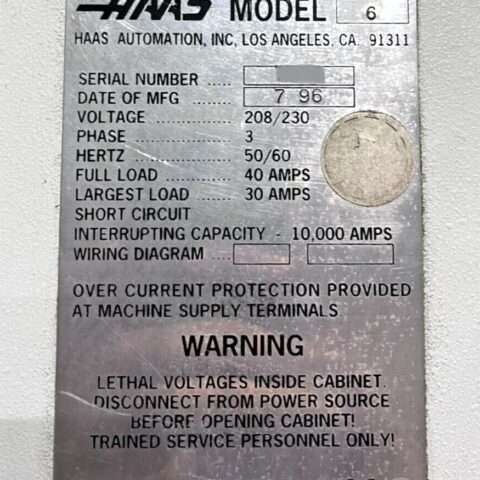 HAAS MODEL 6
HAAS AUTOMATION, INC, LOS ANGELES, CA 91311
SERIAL NUMBER ......
DATE OF MFG ...... 7 96
VOLTAGE .............. 208/230
PHASE .................. 3
HERTZ .................. 50/60
FULL LOAD ........... 40 AMPS
LARGEST LOAD ..... 30 AMPS
SHORT CIRCUIT
INTERRUPTING CAPACITY - 10,000 AMPS
WIRING DIAGRAM ......
OVER CURRENT PROTECTION PROVIDED
AT MACHINE SUPPLY TERMINALS
WARNING
LETHAL VOLTAGES INSIDE CABINET.
DISCONNECT FROM POWER SOURCE
BEFORE OPENING CABINET!
TRAINED SERVICE PERSONNEL ONLY!